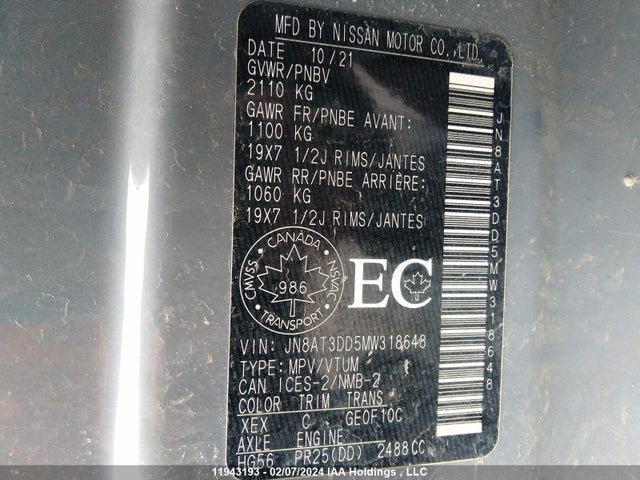 MFD BY NISSAN MOTOR CO.,LTD.
DATE 10/21
GVWR/PNBV
2110 KG
GAWR FR/PNBE AVANT:
1100 KG
19X7 1/2J RIMS/JANTES
GAWR RR/PNBE ARRIÈRE:
1060 KG
19X7 1/2J RIMS/JANTES
CANADA
CMVSS
NSVAC
986
TRANSPORT
EC
VIN: JN8AT3DD5MW318648
TYPE: MPV/VTUM
CAN ICES-2/NMB-2
COLOR TRIM TRANS
XEX C GEOF10C
AXLE ENGINE
HG56 PR25(DD) 2488CC
JN8AT3DD5MW318648
11943193 - 02/07/2024 IAA Holdings , LLC